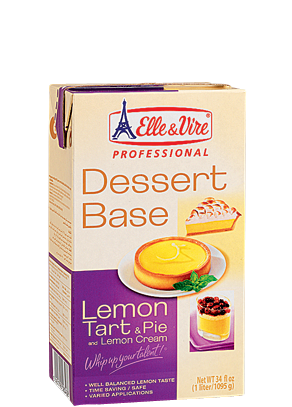 Elle & Vire
PROFESSIONAL
Dessert
Base
Lemon
Tart & Pie
and Lemon Cream
Whip up your talent!
• WELL BALANCED LEMON TASTE
• TIME SAVING / SAFE
• VARIED APPLICATIONS
Net WT 34 fl oz
(1 liter/1095 g)